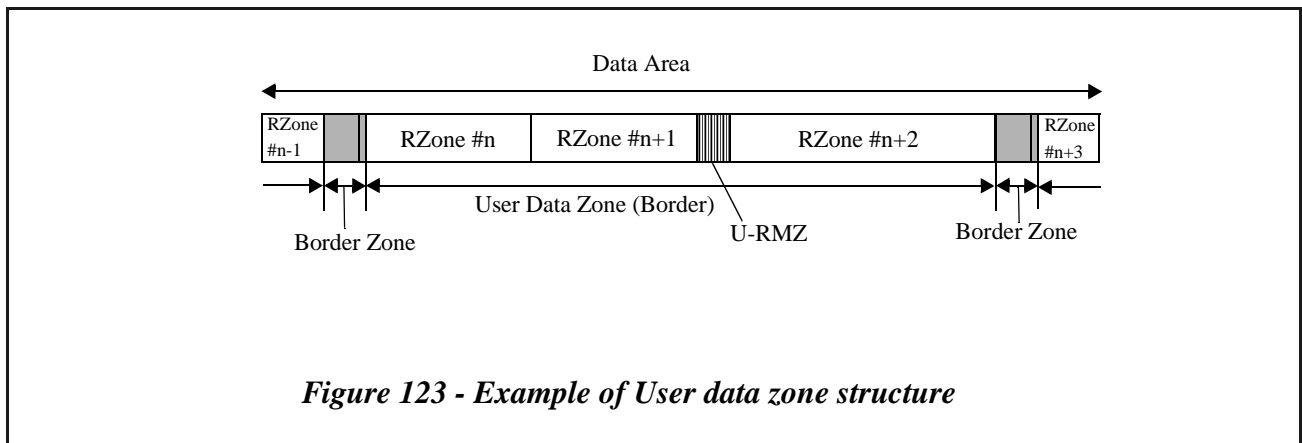 Data Area
RZone
#n-1
RZone #n
RZone #n+1
RZone #n+2
RZone
#n+3
User Data Zone (Border)
U-RMZ
Border Zone
Border Zone
Figure 123 - Example of User data zone structure